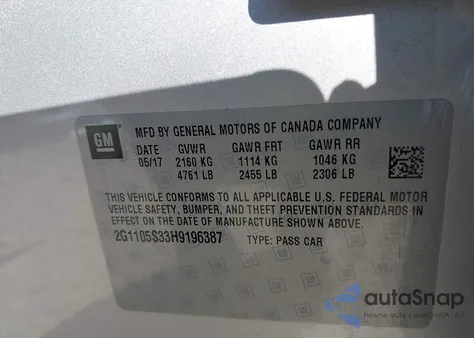 GM
MFD BY GENERAL MOTORS OF CANADA COMPANY
DATE GVWR GAWR FRT GAWR RR
05/17 2160 KG 1114 KG 1046 KG
4761 LB 2455 LB 2306 LB
THIS VEHICLE CONFORMS TO ALL APPLICABLE U.S. FEDERAL MOTOR
VEHICLE SAFETY, BUMPER, AND THEFT PREVENTION STANDARDS IN
EFFECT ON THE DATE OF MANUFACTURE SHOWN ABOVE.
2G1105S33H9196387 TYPE: PASS CAR
autoSnap
Pewne auto z